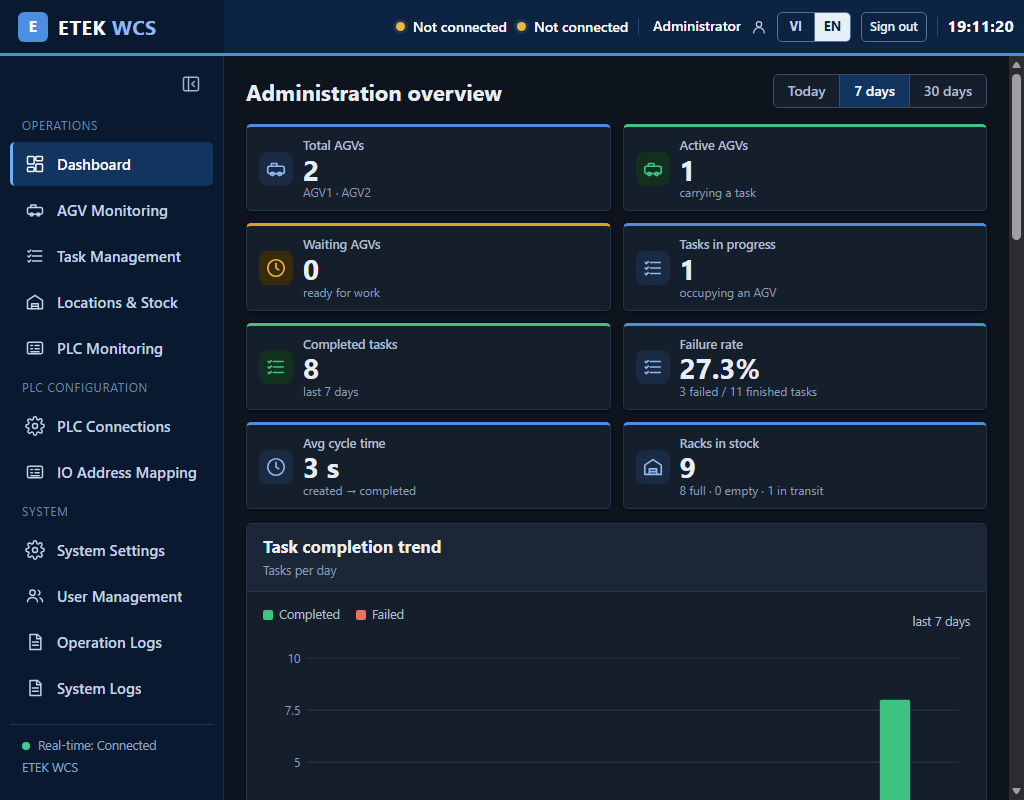 E ETEK WCS
Not connected Not connected Administrator VI EN Sign out 19:11:20
OPERATIONS
Dashboard
AGV Monitoring
Task Management
Locations & Stock
PLC Monitoring
PLC CONFIGURATION
PLC Connections
IO Address Mapping
SYSTEM
System Settings
User Management
Operation Logs
System Logs
Real-time: Connected
ETEK WCS
Administration overview
Today 7 days 30 days
Total AGVs
2
AGV1 · AGV2
Active AGVs
1
carrying a task
Waiting AGVs
0
ready for work
Tasks in progress
1
occupying an AGV
Completed tasks
8
last 7 days
Failure rate
27.3%
3 failed / 11 finished tasks
Avg cycle time
3 s
created → completed
Racks in stock
9
8 full · 0 empty · 1 in transit
Task completion trend
Tasks per day
Completed Failed
last 7 days
10
7.5
5